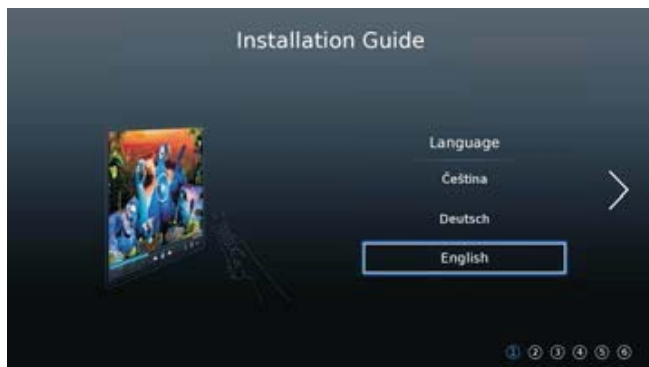 Installation Guide
Language
Čeština
Deutsch
English
① ② ③ ④ ⑤ ⑥